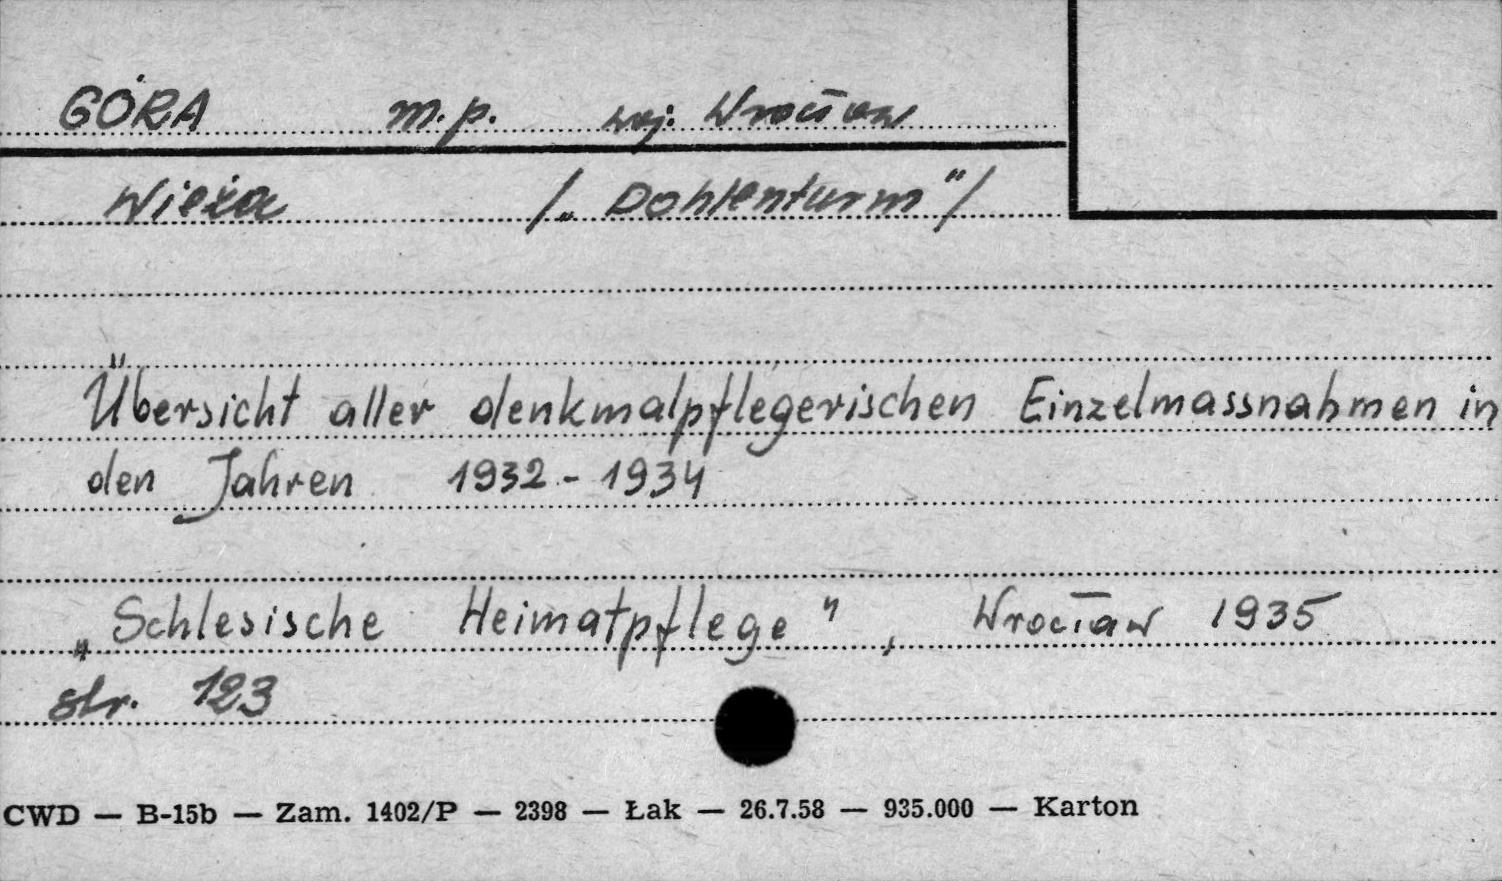 GÓRA m.p. woj. Wrocław
Wieża /„Dohlenturm"/
Übersicht aller denkmalpflegerischen Einzelmassnahmen in
den Jahren 1932 - 1934
„Schlesische Heimatpflege", Wrocław 1935
str. 123
CWD — B-15b — Zam. 1402/P — 2398 — Łak — 26.7.58 — 935.000 — Karton